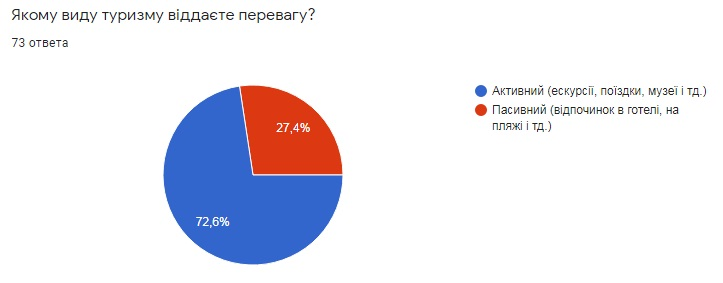 Якому виду туризму віддаєте перевагу?
73 ответа
Активний (ескурсії, поїздки, музеї і тд.)
Пасивний (відпочинок в готелі, на
пляжі і тд.)
27,4%
72,6%